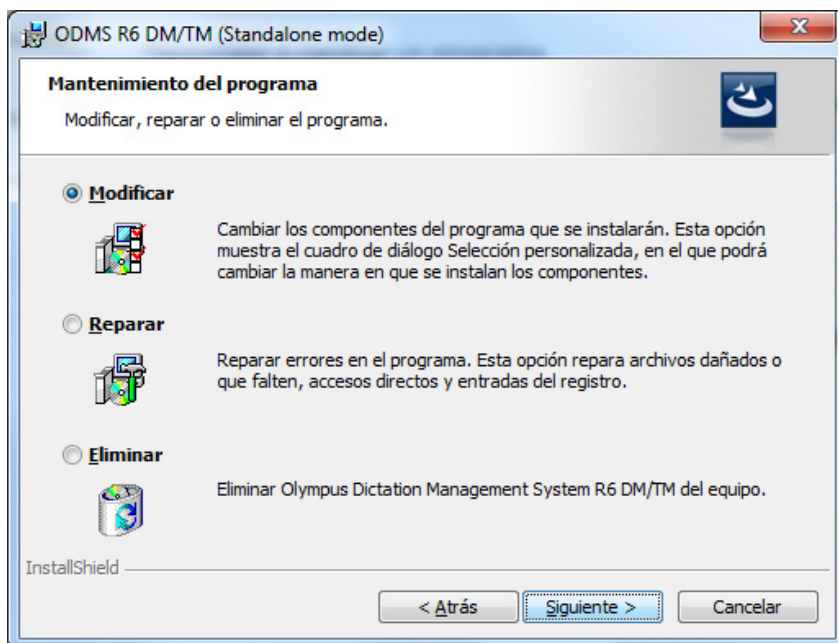 ODMS R6 DM/TM (Standalone mode)
Mantenimiento del programa
Modificar, reparar o eliminar el programa.
Modificar
Cambiar los componentes del programa que se instalarán. Esta opción
muestra el cuadro de diálogo Selección personalizada, en el que podrá
cambiar la manera en que se instalan los componentes.
Reparar
Reparar errores en el programa. Esta opción repara archivos dañados o
que falten, accesos directos y entradas del registro.
Eliminar
Eliminar Olympus Dictation Management System R6 DM/TM del equipo.
InstallShield
< Atrás
Siguiente >
Cancelar